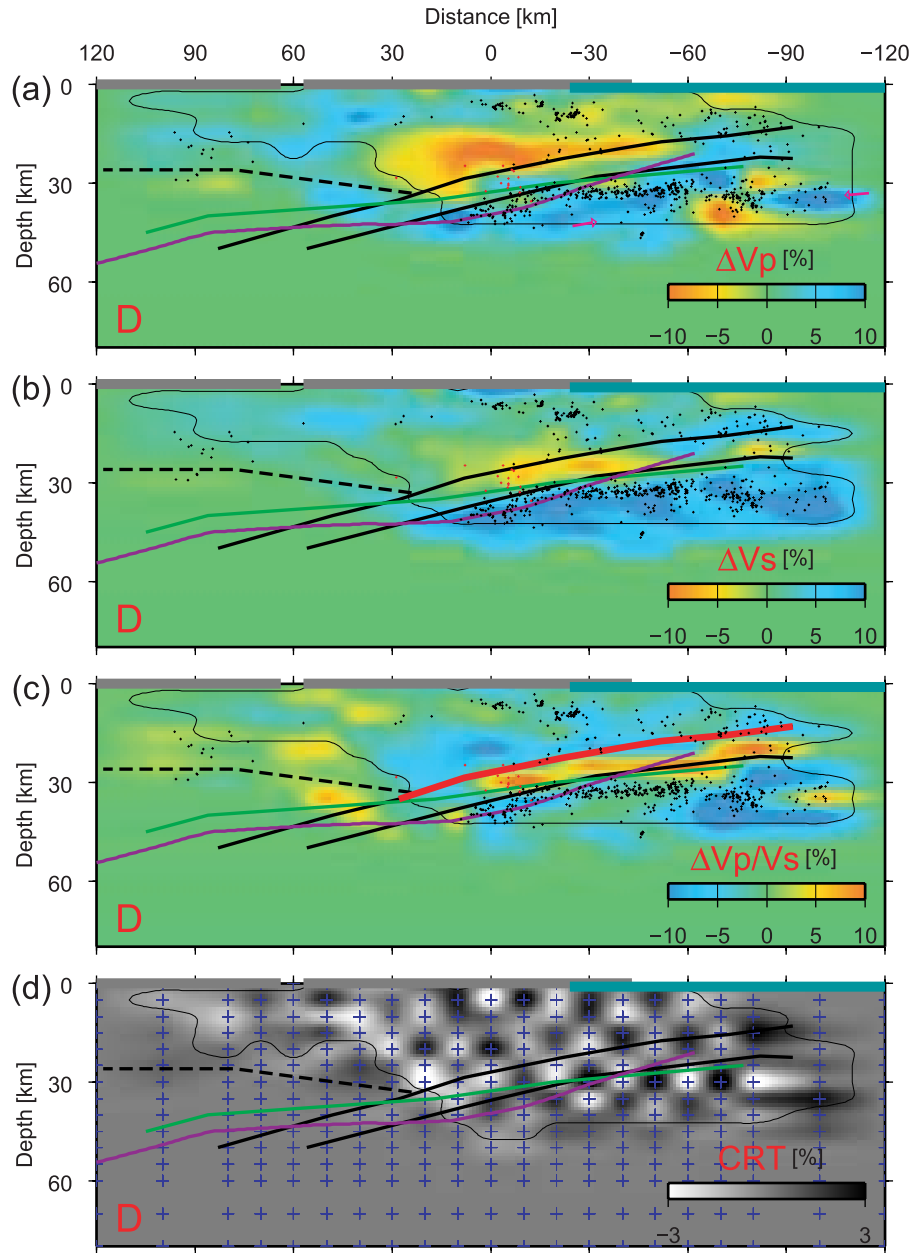 Distance [km]
120 90 60 30 0 −30 −60 −90 −120
(a)
0
30
60
Depth [km]
ΔVp [%]
−10 −5 0 5 10
D
(b)
0
30
60
Depth [km]
ΔVs [%]
−10 −5 0 5 10
D
(c)
0
30
60
Depth [km]
ΔVp/Vs [%]
−10 −5 0 5 10
D
(d)
0
30
60
Depth [km]
CRT [%]
−3 3
D